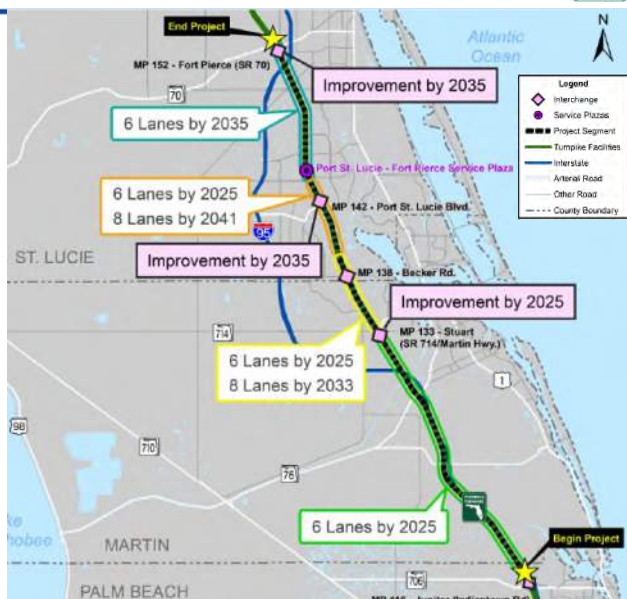 N
End Project
Atlantic
Ocean
MP 152 - Fort Pierce (SR 70)
Improvement by 2035
Legend
Interchange
Service Plazas
Project Segment
Turnpike Facilities
Interstate
Arterial Road
Other Road
County Boundary
70
6 Lanes by 2035
Port St. Lucie - Fort Pierce Service Plaza
6 Lanes by 2025
8 Lanes by 2041
MP 142 - Port St. Lucie Blvd.
95
ST. LUCIE
Improvement by 2035
MP 138 - Becker Rd.
Improvement by 2025
714
MP 133 - Stuart
(SR 714/Martin Hwy.)
6 Lanes by 2025
8 Lanes by 2033
1
98
710
76
6 Lanes by 2025
Begin Project
MARTIN
706
PALM BEACH